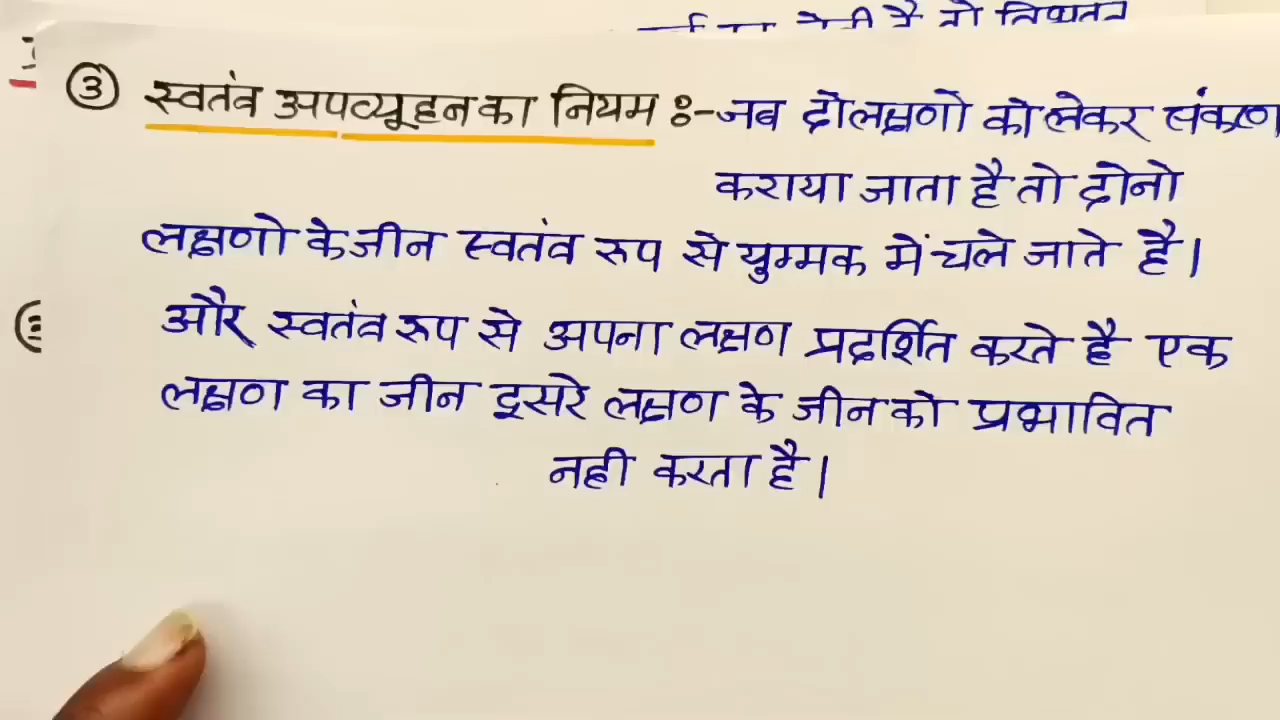 ③ स्वतंत्र अपव्यूहन का नियम :- जब दो लक्षणो को लेकर संकरण
कराया जाता है तो दोनो
लक्षणो के जीन स्वतंत्र रूप से युग्मक में चले जाते है।
और स्वतंत्र रूप से अपना लक्षण प्रदर्शित करते है एक
लक्षण का जीन दूसरे लक्षण के जीन को प्रभावित
नही करता है।